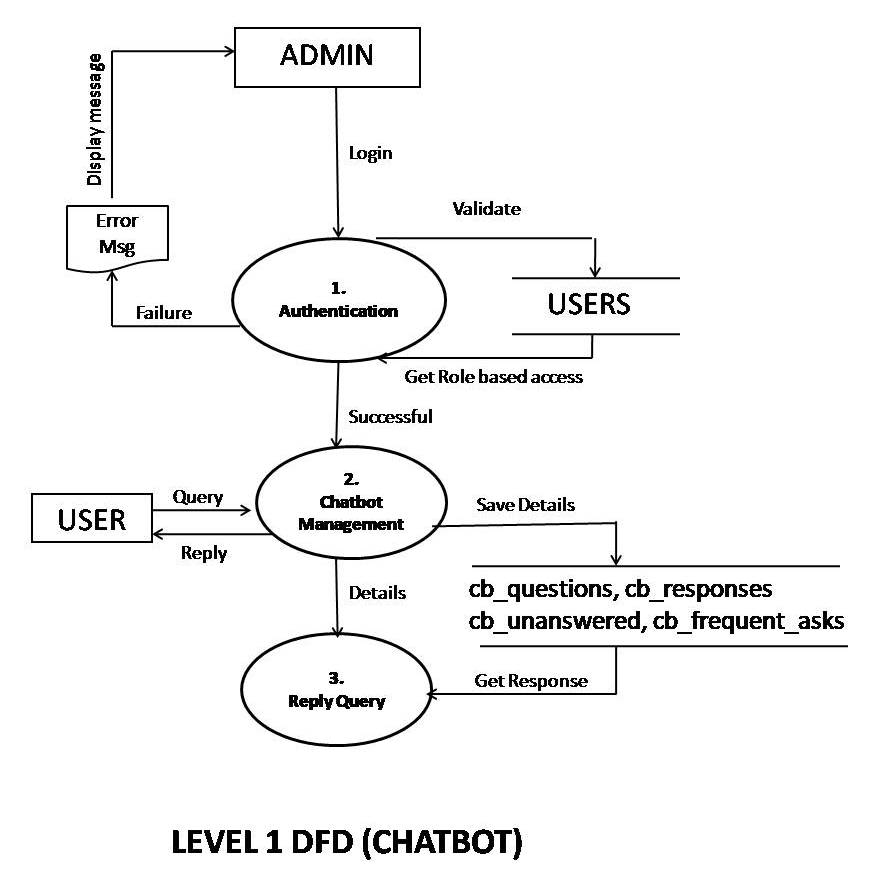 ADMIN
Display message
Login
Error
Msg
Validate
1.
Authentication
USERS
Failure
Get Role based access
Successful
2.
Chatbot
Management
Query
USER
Reply
Save Details
Details
cb_questions, cb_responses
cb_unanswered, cb_frequent_asks
3.
Reply Query
Get Response
LEVEL 1 DFD (CHATBOT)